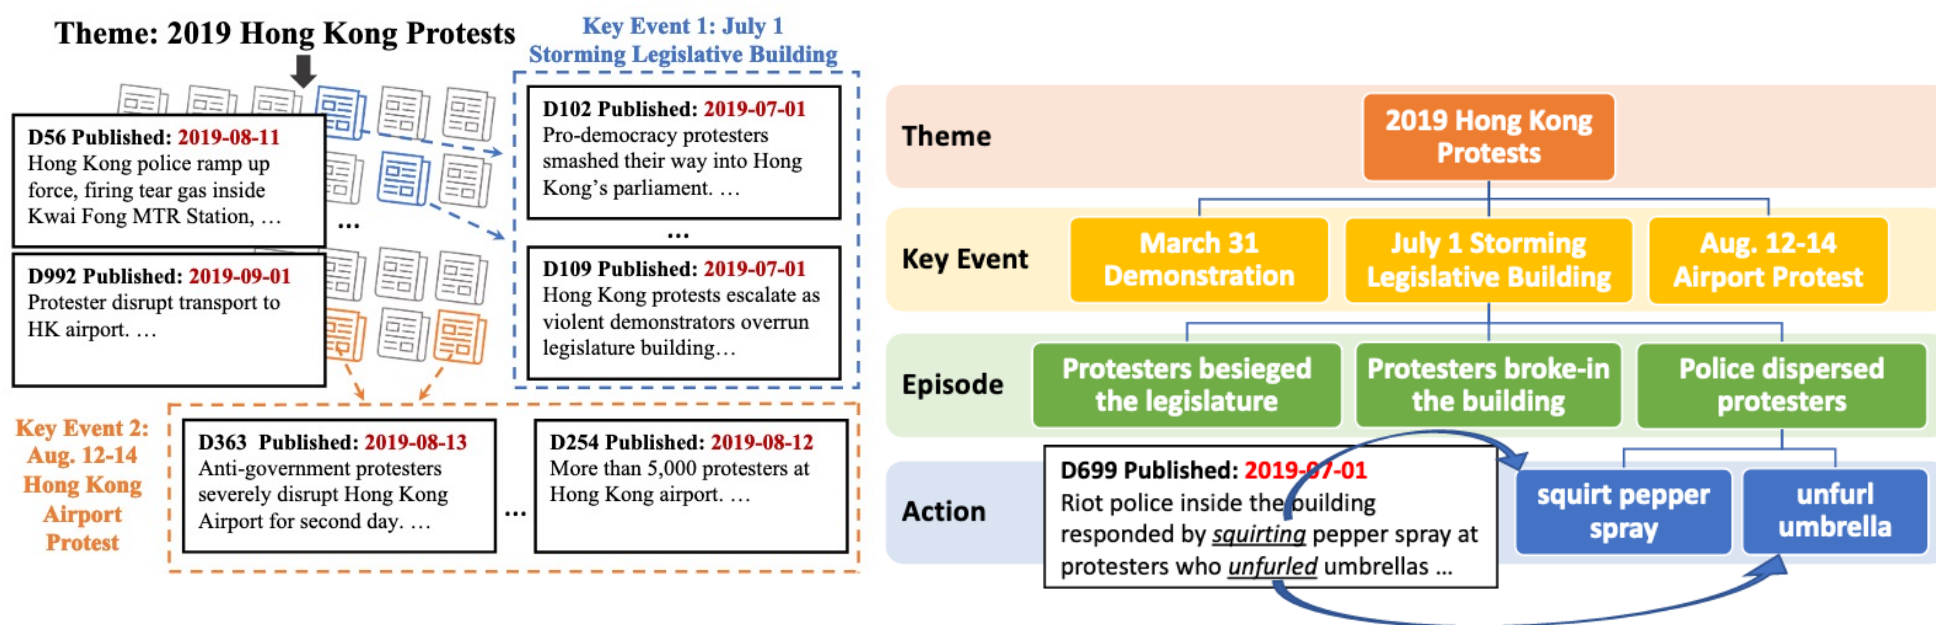 Theme: 2019 Hong Kong Protests
Key Event 1: July 1
Storming Legislative Building
D56 Published: 2019-08-11
Hong Kong police ramp up
force, firing tear gas inside
Kwai Fong MTR Station, …
D992 Published: 2019-09-01
Protester disrupt transport to
HK airport. …
...
D102 Published: 2019-07-01
Pro-democracy protesters
smashed their way into Hong
Kong’s parliament. …
...
D109 Published: 2019-07-01
Hong Kong protests escalate as
violent demonstrators overrun
legislature building…
Key Event 2:
Aug. 12-14
Hong Kong
Airport
Protest
D363 Published: 2019-08-13
Anti-government protesters
severely disrupt Hong Kong
Airport for second day. …
...
D254 Published: 2019-08-12
More than 5,000 protesters at
Hong Kong airport. …
Theme
2019 Hong Kong
Protests
Key Event
March 31
Demonstration
July 1 Storming
Legislative Building
Aug. 12-14
Airport Protest
Episode
Protesters besieged
the legislature
Protesters broke-in
the building
Police dispersed
protesters
Action
D699 Published: 2019-07-01
Riot police inside the building
responded by squirting pepper spray at
protesters who unfurled umbrellas ...
squirt pepper
spray
unfurl
umbrella